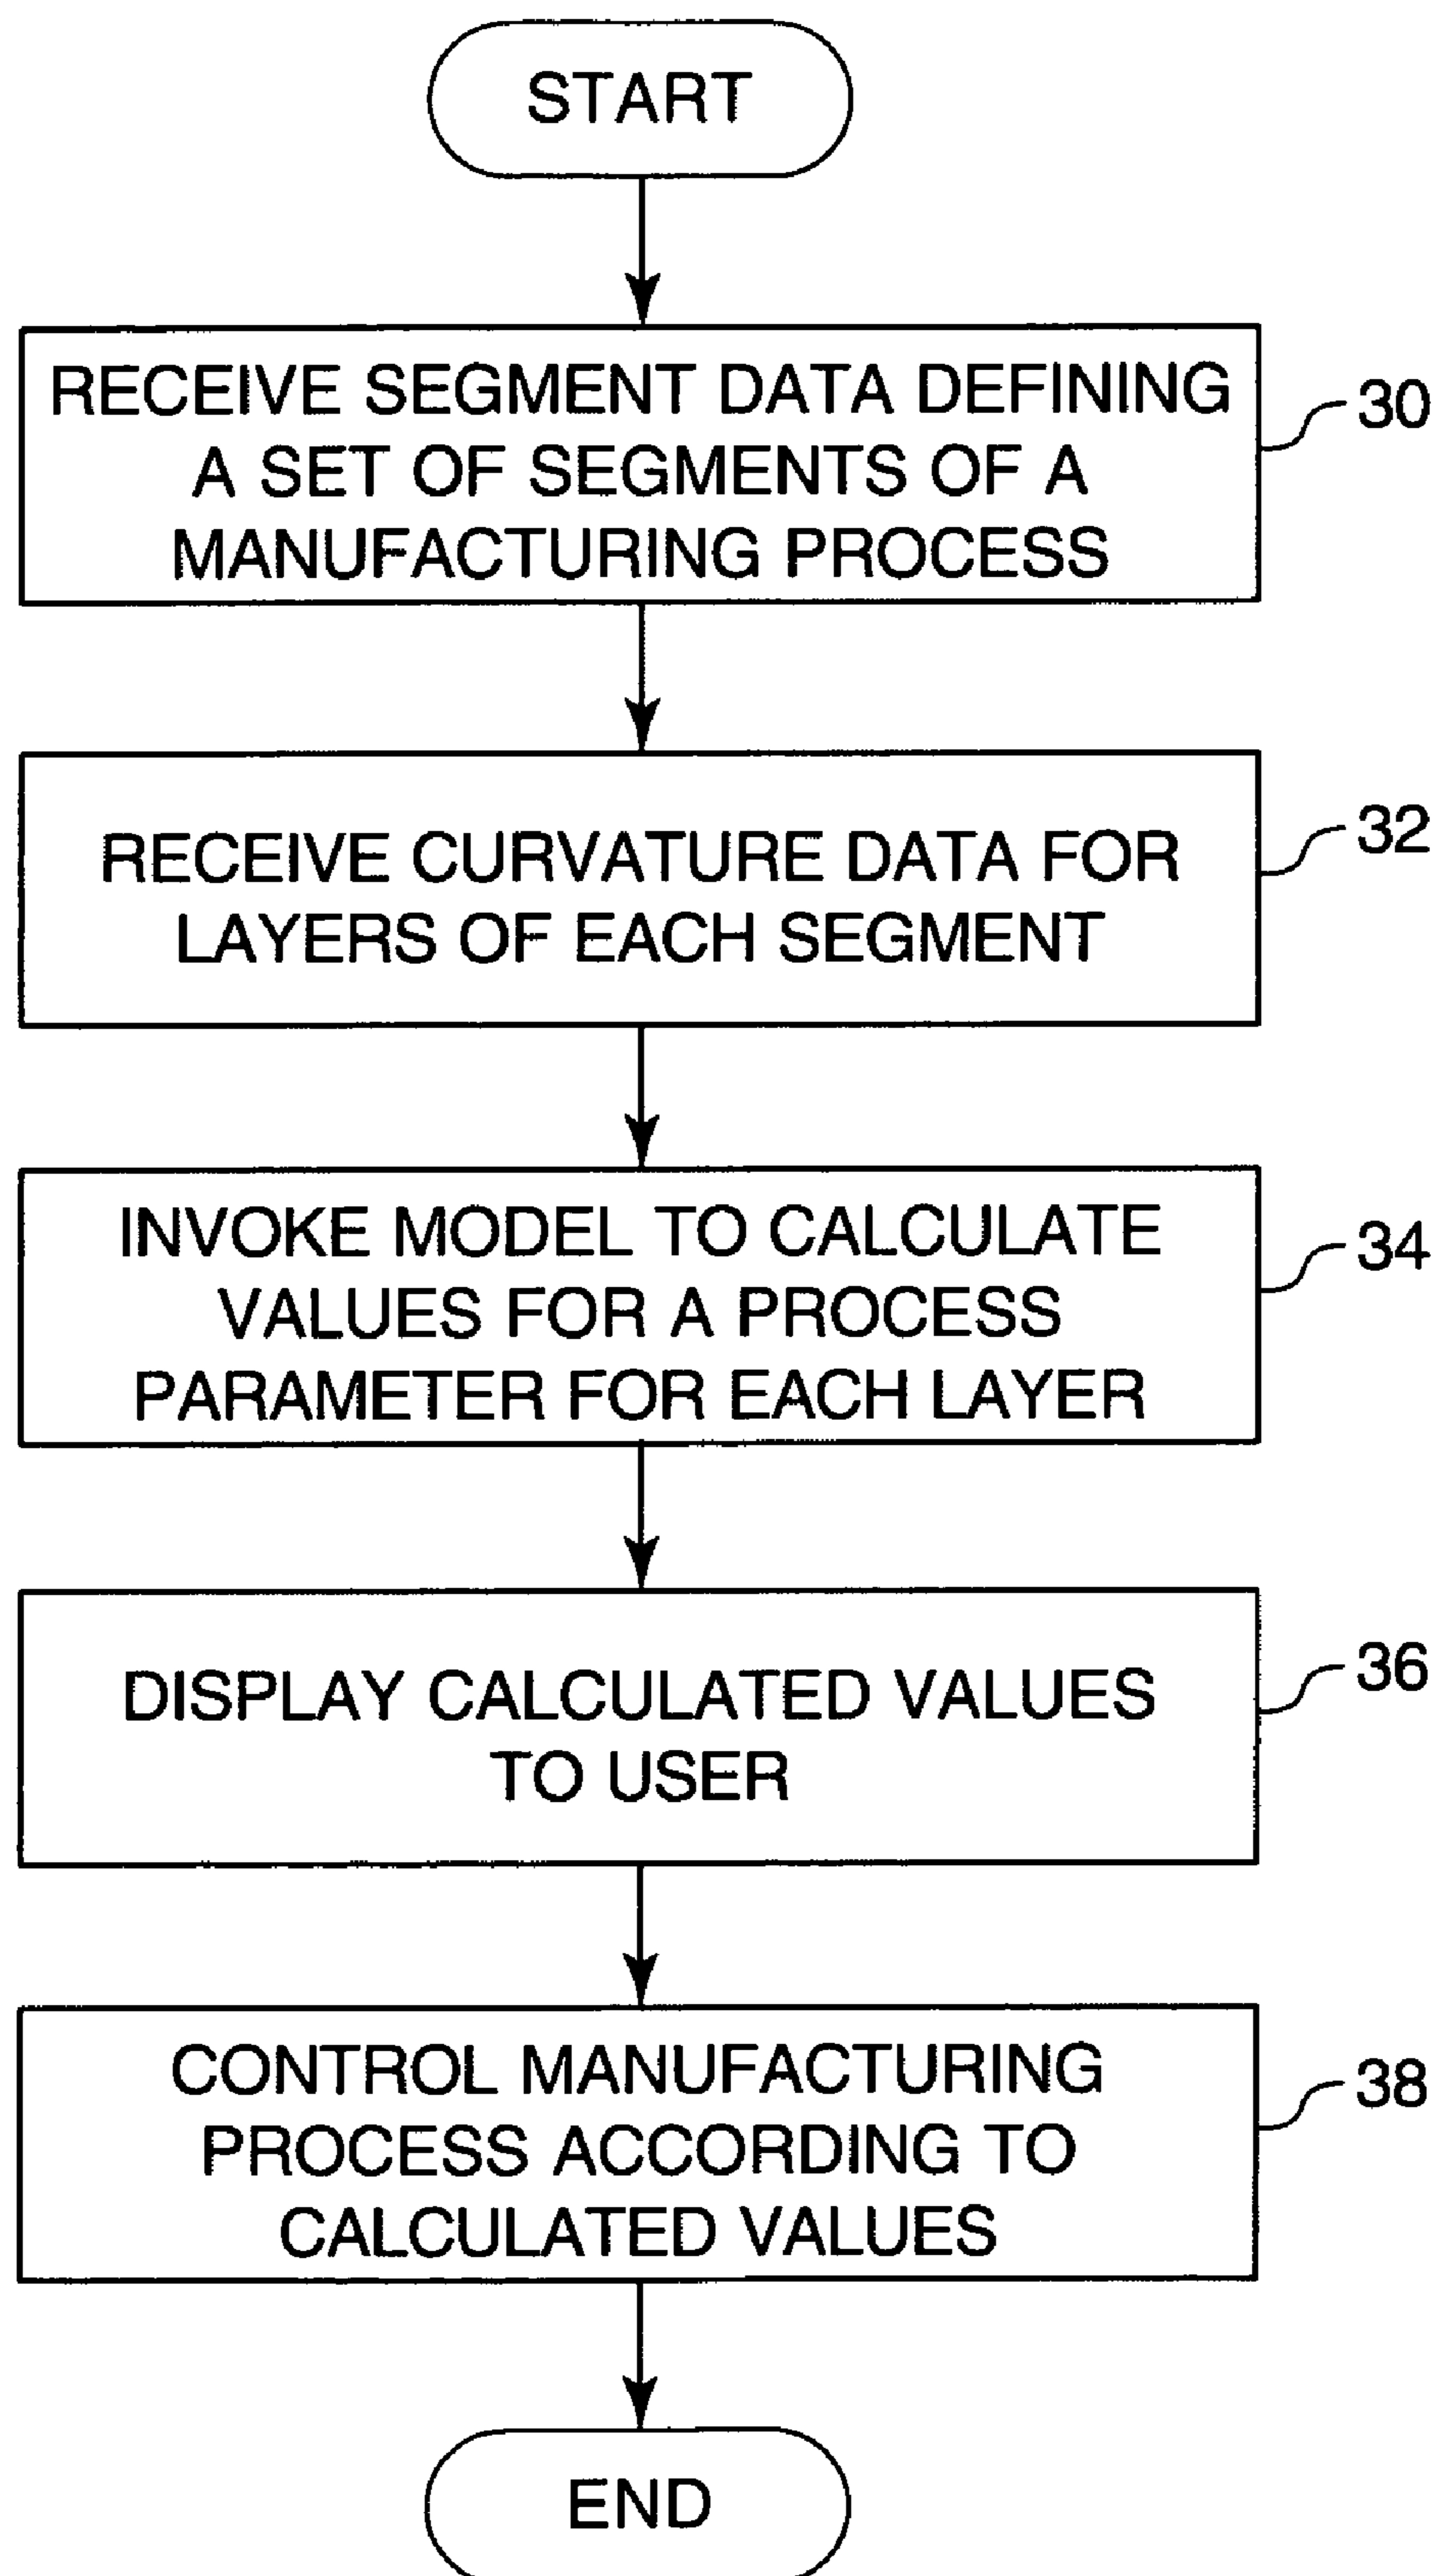 START
RECEIVE SEGMENT DATA DEFINING
A SET OF SEGMENTS OF A
MANUFACTURING PROCESS
30
RECEIVE CURVATURE DATA FOR
LAYERS OF EACH SEGMENT
32
INVOKE MODEL TO CALCULATE
VALUES FOR A PROCESS
PARAMETER FOR EACH LAYER
34
DISPLAY CALCULATED VALUES
TO USER
36
CONTROL MANUFACTURING
PROCESS ACCORDING TO
CALCULATED VALUES
38
END